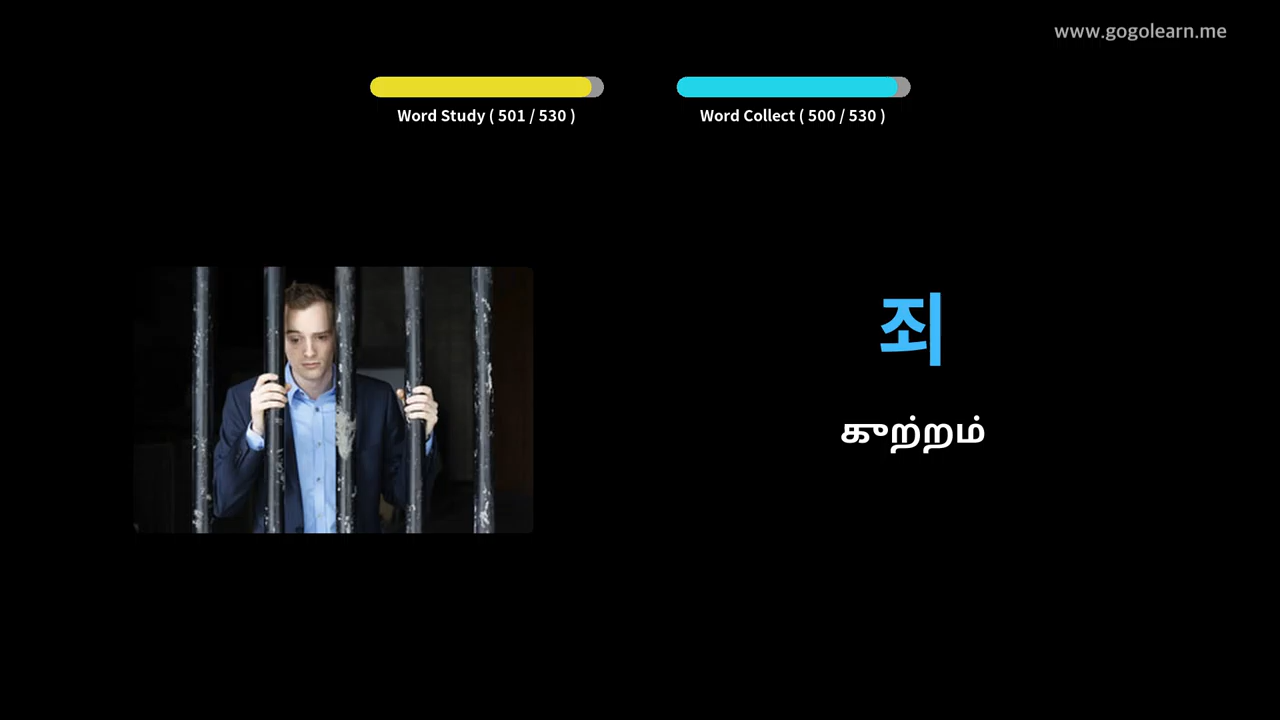 www.gogolearn.me
Word Study ( 501 / 530 )
Word Collect ( 500 / 530 )
죄
குற்றம்